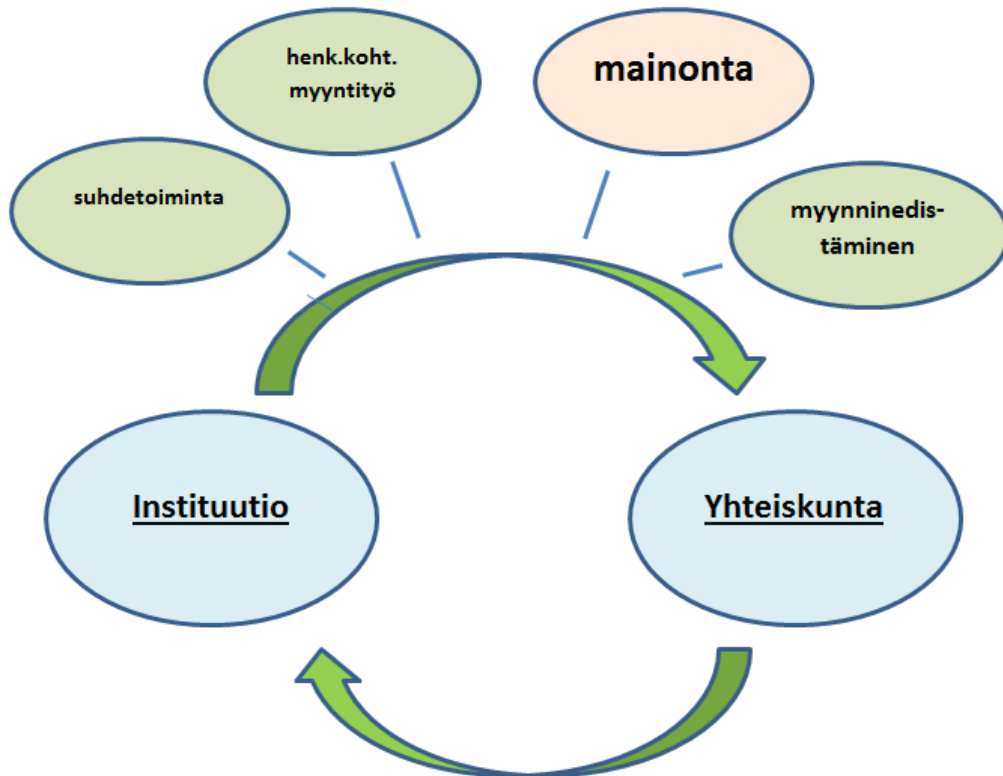 henk.koht.
myyntityö
mainonta
suhdetoiminta
myynninedis-
täminen
Instituutio
Yhteiskunta